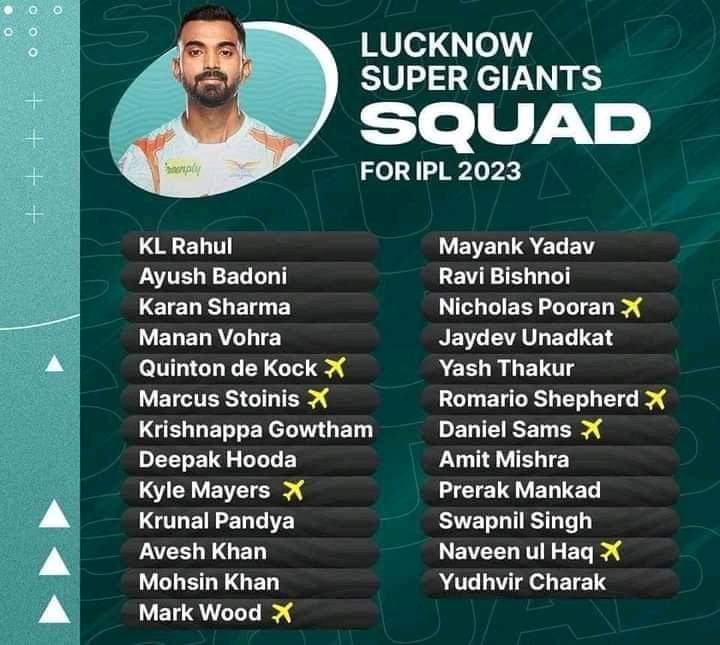 LUCKNOW
SUPER GIANTS
SQUAD
FOR IPL 2023
KL Rahul
Ayush Badoni
Karan Sharma
Manan Vohra
Quinton de Kock
Marcus Stoinis
Krishnappa Gowtham
Deepak Hooda
Kyle Mayers
Krunal Pandya
Avesh Khan
Mohsin Khan
Mark Wood
Mayank Yadav
Ravi Bishnoi
Nicholas Pooran
Jaydev Unadkat
Yash Thakur
Romario Shepherd
Daniel Sams
Amit Mishra
Prerak Mankad
Swapnil Singh
Naveen ul Haq
Yudhvir Charak